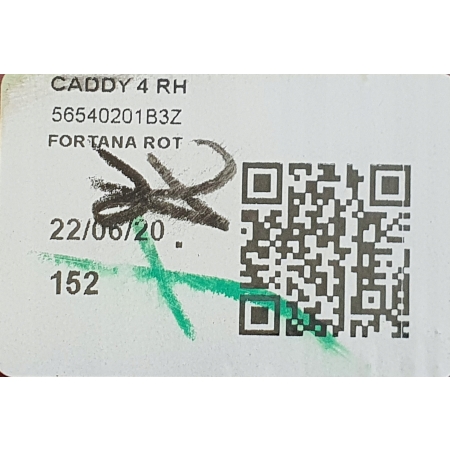 CADDY 4 RH
56540201B3Z
FORTANA ROT
22/06/20
152